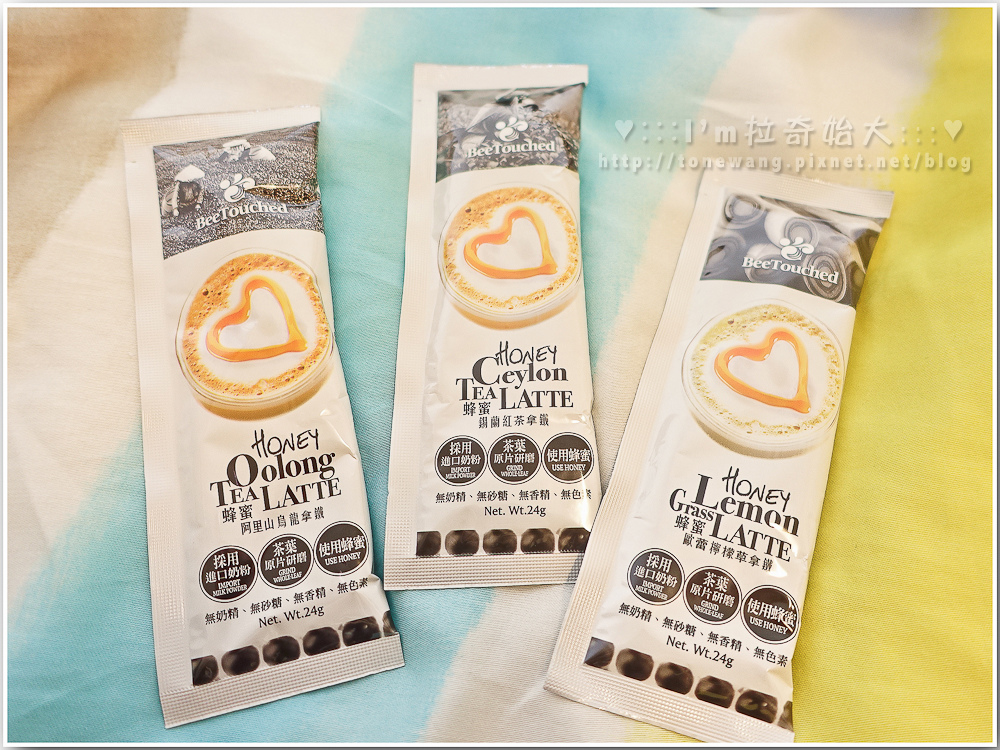 ♥:::I'm拉奇始大:::♥
http://tonewang.pixnet.net/blog
BeeTouched
HONEY
Oolong
TEA LATTE
蜂蜜
阿里山烏龍拿鐵
採用
進口奶粉
IMPORT
MILK POWDER
茶葉
原片研磨
GRIND
WHOLE-LEAF
使用蜂蜜
USE HONEY
無奶精、無砂糖、無香精、無色素
Net. Wt.24g
BeeTouched
HONEY
Ceylon
TEA LATTE
蜂蜜
錫蘭紅茶拿鐵
採用
進口奶粉
IMPORT
MILK POWDER
茶葉
原片研磨
GRIND
WHOLE-LEAF
使用蜂蜜
USE HONEY
無奶精、無砂糖、無香精、無色素
Net. Wt.24g
BeeTouched
HONEY
Lemon
GRASS LATTE
蜂蜜
歐蕾檸檬草拿鐵
採用
進口奶粉
IMPORT
MILK POWDER
茶葉
原片研磨
GRIND
WHOLE-LEAF
使用蜂蜜
USE HONEY
無奶精、無砂糖、無香精、無色素
Net. Wt.24g